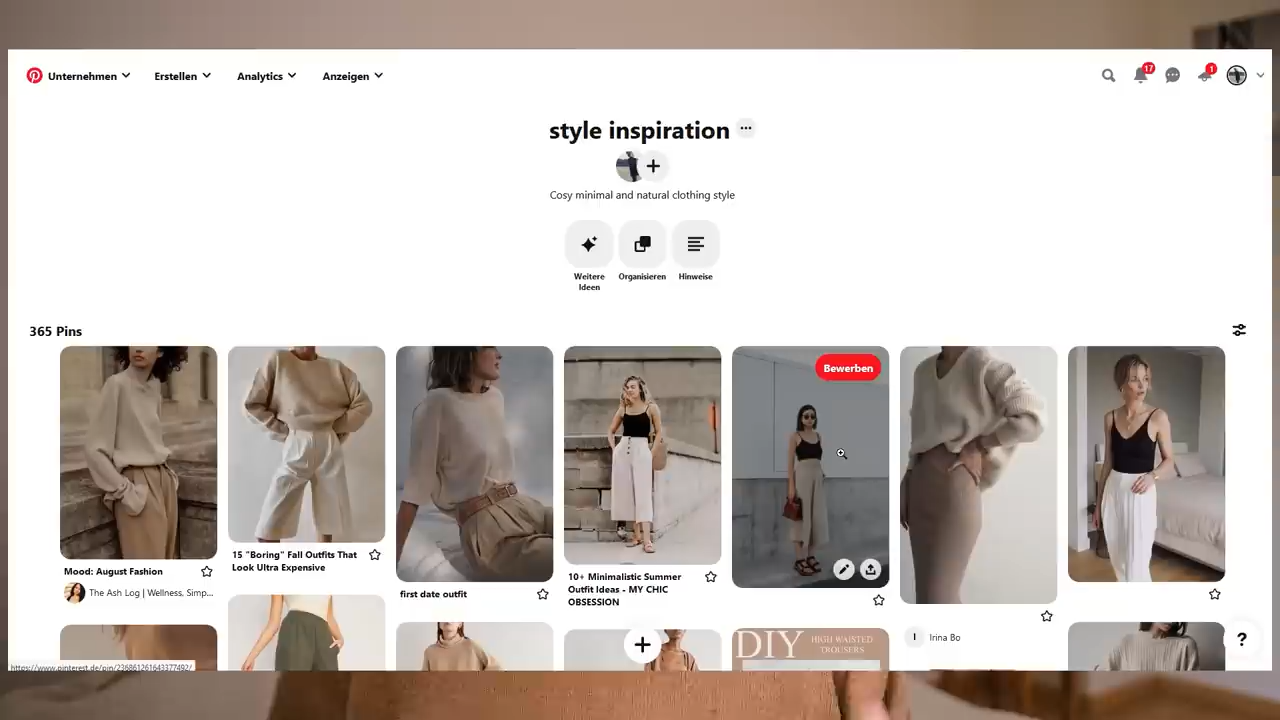 Unternehmen
Erstellen
Analytics
Anzeigen
17
1
style inspiration
Cosy minimal and natural clothing style
Weitere
Ideen
Organisieren
Hinweise
365 Pins
Bewerben
Mood: August Fashion
The Ash Log | Wellness, Simp...
15 "Boring" Fall Outfits That
Look Ultra Expensive
first date outfit
10+ Minimalistic Summer
Outfit Ideas - MY CHIC
OBSESSION
DIY HIGH WAISTED
TROUSERS
I
Irina Bo
?
https://www.pinterest.de/pin/236861261643377492/